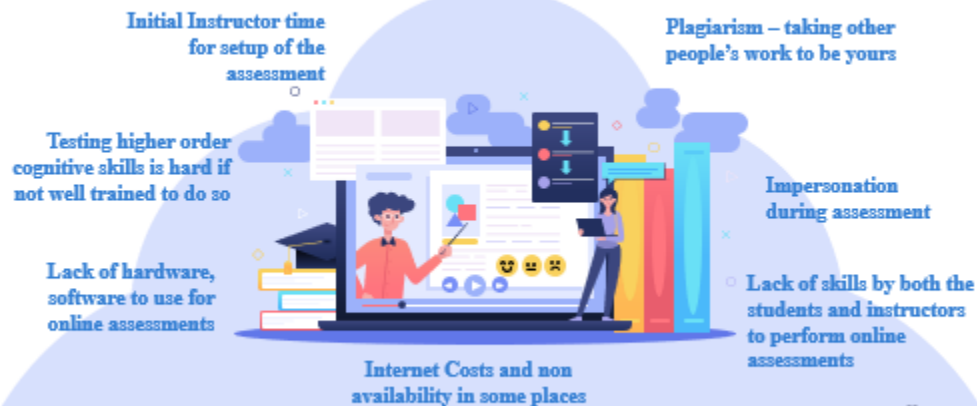 Initial Instructor time
for setup of the
assessment
Plagiarism – taking other
people's work to be yours
Testing higher order
cognitive skills is hard if
not well trained to do so
Impersonation
during assessment
Lack of hardware,
software to use for
online assessments
Lack of skills by both the
students and instructors
to perform online
assessments
Internet Costs and non
availability in some places